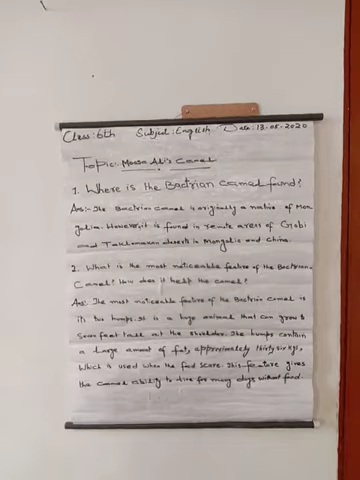 Class:6th Subject:English Date:13-05-2020
Topic:- Moosa Ali's Camel
1. Where is the Bactrian camel found?
Ans:- The Bactrian camel is originally a native of Mon
golia. However it is found in remote areas of Gobi
and Takhamakan deserts in Mongolia and China.
2. What is the most noticeable feature of the Bactrian
Camel? How does it help the camel?
Ans: The most noticeable feature of the Bactrin camel is
its two humps. It is a huge animal that can grow to
seven feet tall at the shoulder. The humps contain
a large amount of fat, approximately thirty six kgs,
which is used when the food scare. This feature gives
the camel ability to live for many days without food.